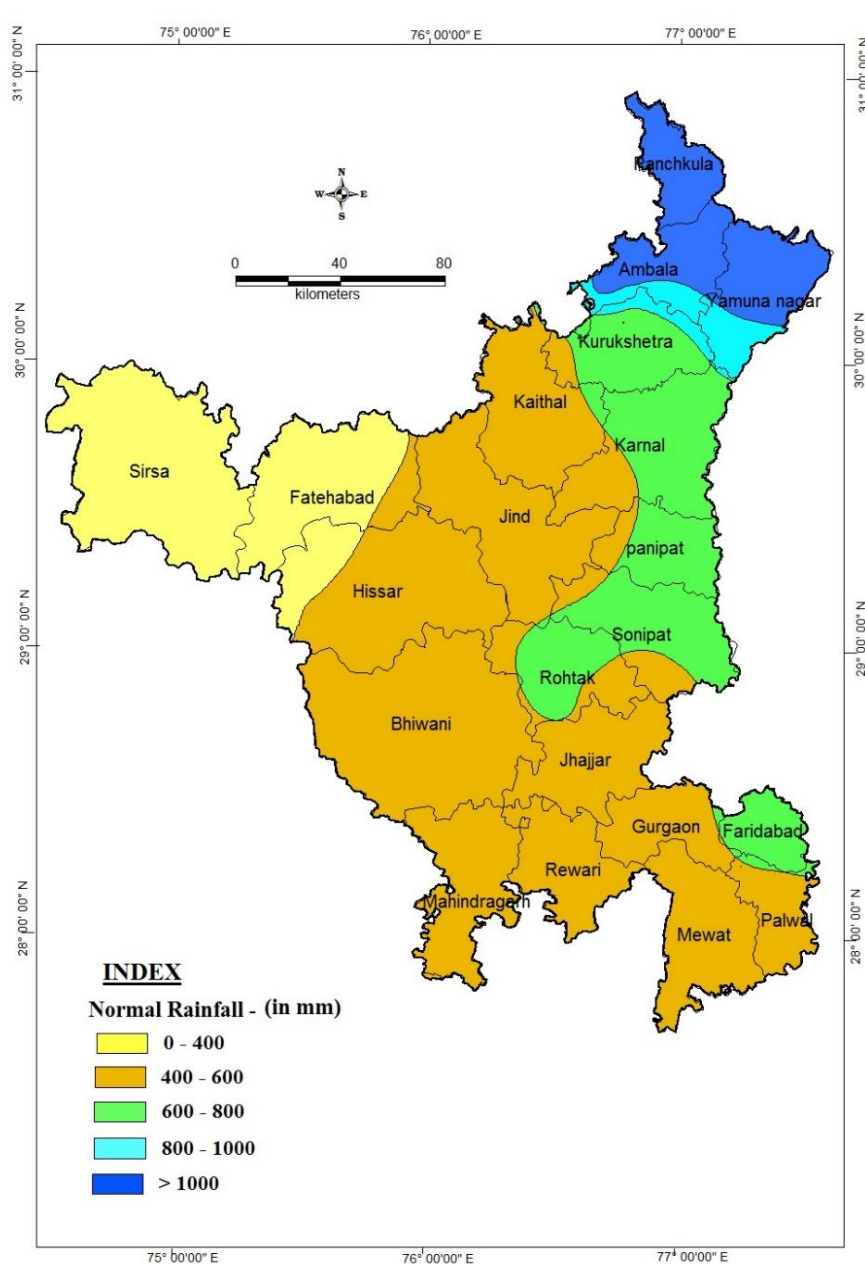 75° 00'00" E
76° 00'00" E
77° 00'00" E
31° 00' 00" N
31° 00' 00" N
N
W E
S
Panchkula
0 40 80
kilometers
Ambala
Yamuna nagar
30° 00' 00" N
30° 00' 00" N
Kurukshetra
Kaithal
Karnal
Sirsa
Fatehabad
Jind
panipat
Hissar
29° 00' 00" N
29° 00' 00" N
Sonipat
Rohtak
Bhiwani
Jhajjar
Gurgaon
Faridabad
Rewari
Mahindragarh
Palwal
Mewat
28° 00' 00" N
28° 00' 00" N
INDEX
Normal Rainfall - (in mm)
0 - 400
400 - 600
600 - 800
800 - 1000
> 1000
75° 00'00" E
76° 00'00" E
77° 00'00" E